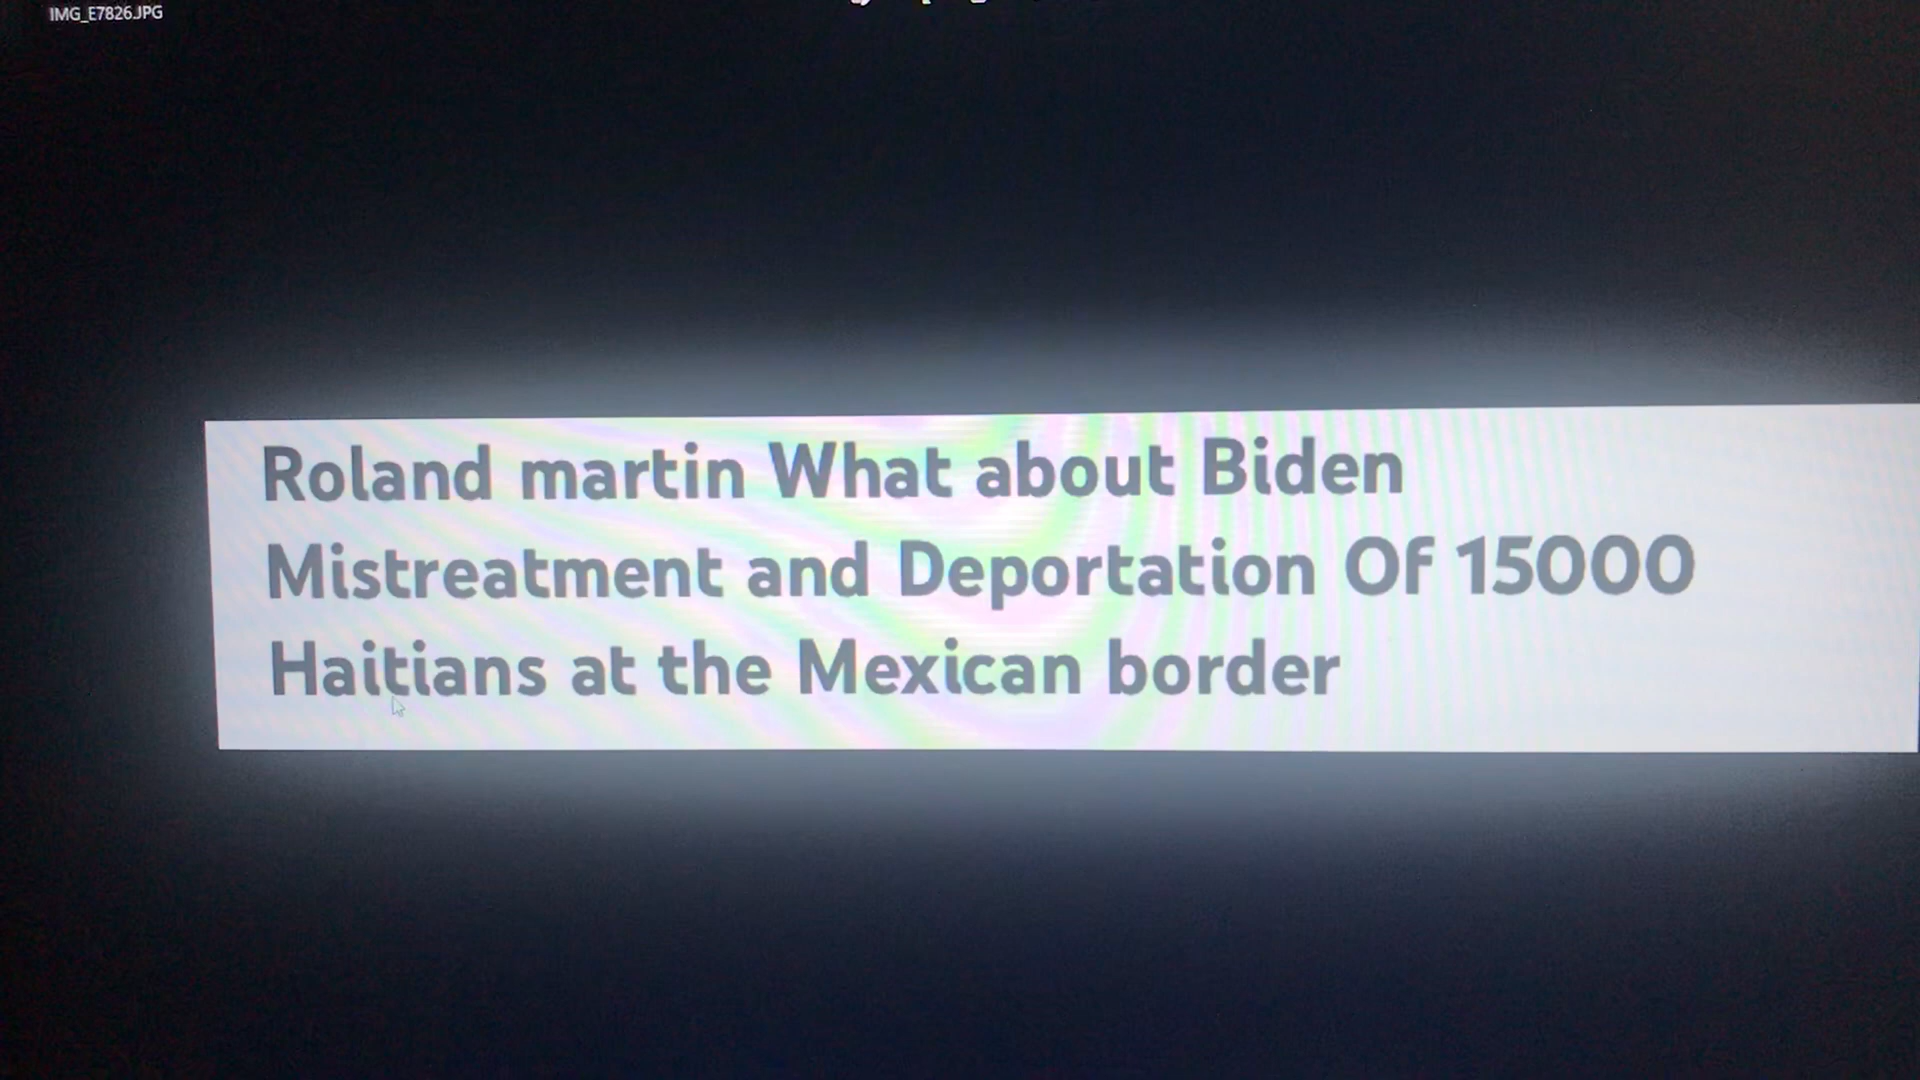 IMG_E7826.JPG
Roland martin What about Biden
Mistreatment and Deportation Of 15000
Haitians at the Mexican border